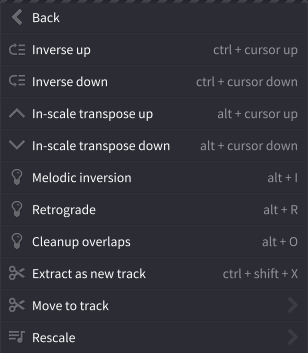 Back
Inverse up ctrl + cursor up
Inverse down ctrl + cursor down
In-scale transpose up alt + cursor up
In-scale transpose down alt + cursor down
Melodic inversion alt + I
Retrograde alt + R
Cleanup overlaps alt + O
Extract as new track ctrl + shift + X
Move to track
Rescale